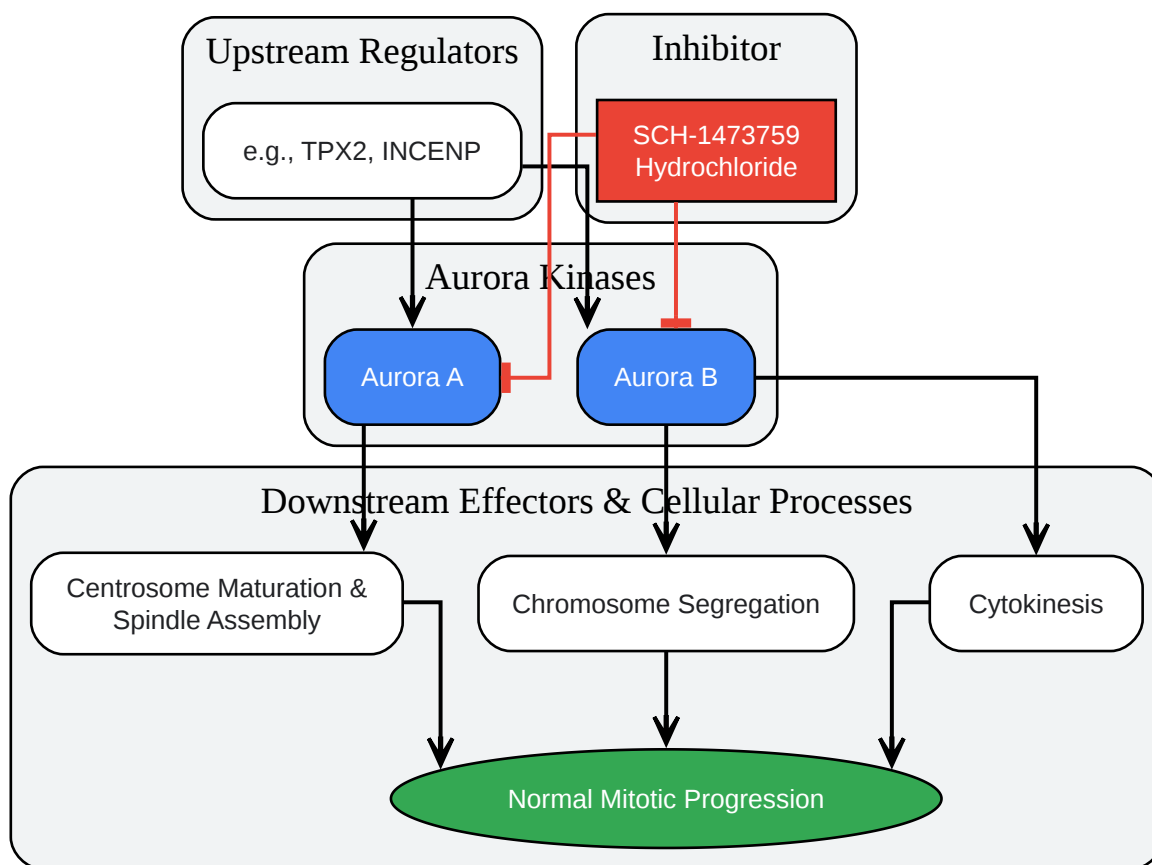 Upstream Regulators
Inhibitor
e.g., TPX2, INCENP
SCH-1473759
Hydrochloride
Aurora Kinases
Aurora A
Aurora B
Downstream Effectors & Cellular Processes
Centrosome Maturation &
Spindle Assembly
Chromosome Segregation
Cytokinesis
Normal Mitotic Progression